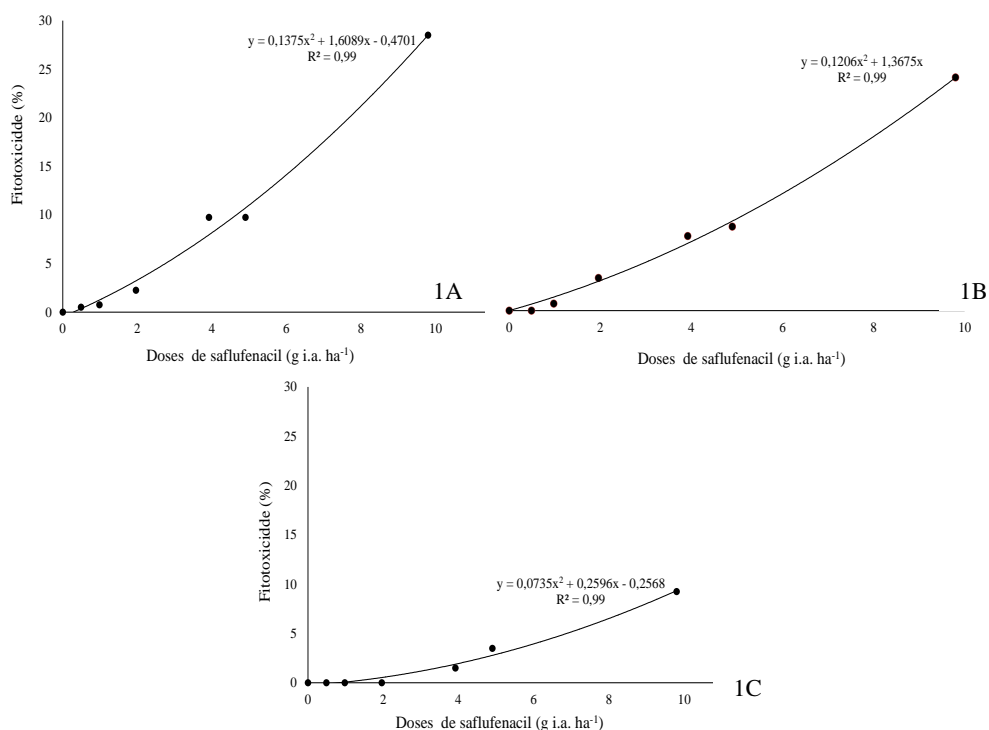 30
25
20
15
10
5
0
Fitotoxicidde (%)
y = 0,1375x² + 1,6089x - 0,4701
R² = 0,99
0 2 4 6 8 10
1A
Doses de saflufenacil (g i.a. ha⁻¹)
y = 0,1206x² + 1,3675x
R² = 0,99
0 2 4 6 8 10
1B
Doses de saflufenacil (g i.a. ha⁻¹)
30
25
20
15
10
5
0
Fitotoxicidde (%)
y = 0,0735x² + 0,2596x - 0,2568
R² = 0,99
0 2 4 6 8 10
1C
Doses de saflufenacil (g i.a. ha⁻¹)